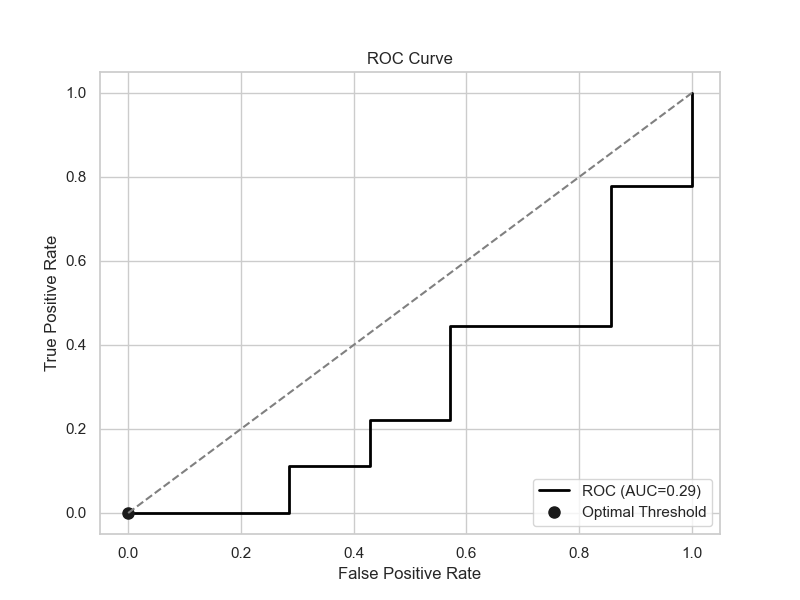 ROC Curve
1.0
0.8
0.6
0.4
0.2
0.0
True Positive Rate
ROC (AUC=0.29)
Optimal Threshold
0.0 0.2 0.4 0.6 0.8 1.0
False Positive Rate